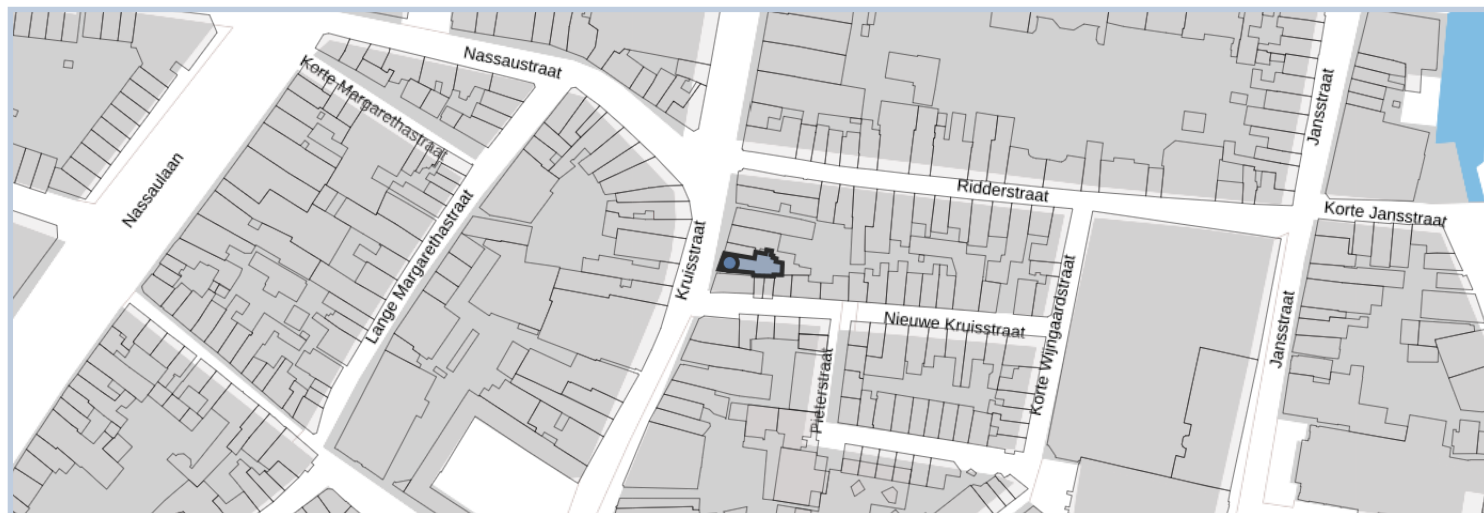 Nassaustraat
Korte Margarethastraat
Jansstraat
Nassaulaan
Ridderstraat
Korte Jansstraat
Lange Margarethastraat
Kruisstraat
Korte Wijngaardstraat
Nieuwe Kruisstraat
Jansstraat
Pieterstraat